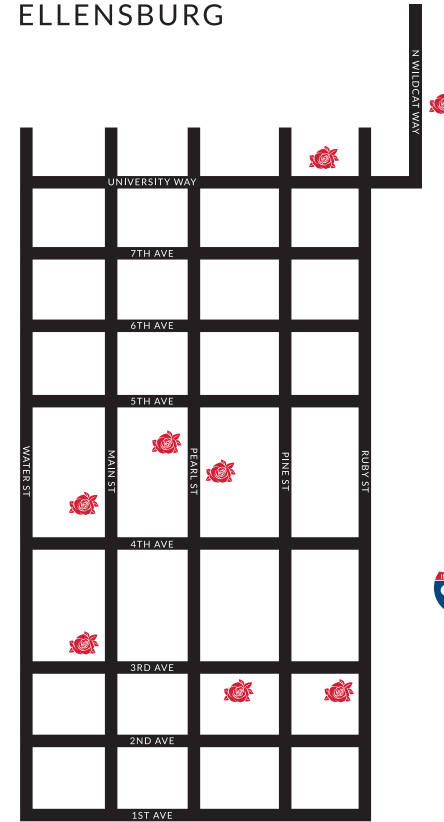 ELLENSBURG
N WILDCAT WAY
UNIVERSITY WAY
7TH AVE
6TH AVE
5TH AVE
WATER ST
MAIN ST
PEARL ST
PINE ST
RUBY ST
4TH AVE
3RD AVE
2ND AVE
1ST AVE